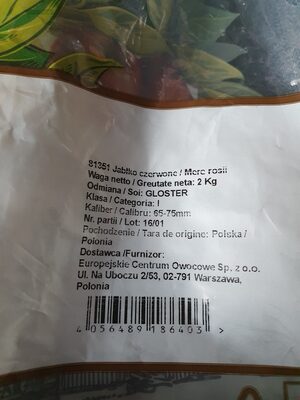 81351 Jabłko czerwone / Mere rosii
Waga netto / Greutate neta: 2 Kg
Odmiana / Soi: GLOSTER
Klasa / Categoria: I
Kaliber / Calibru: 65-75mm
Nr. partii / Lot: 16/01
Pochodzenie / Tara de origine: Polska /
Polonia
Dostawca /Furnizor:
Europejskie Centrum Owocowe Sp. z o.o.
Ul. Na Uboczu 2/53, 02-791 Warszawa,
Polonia
4 056489 186403 >